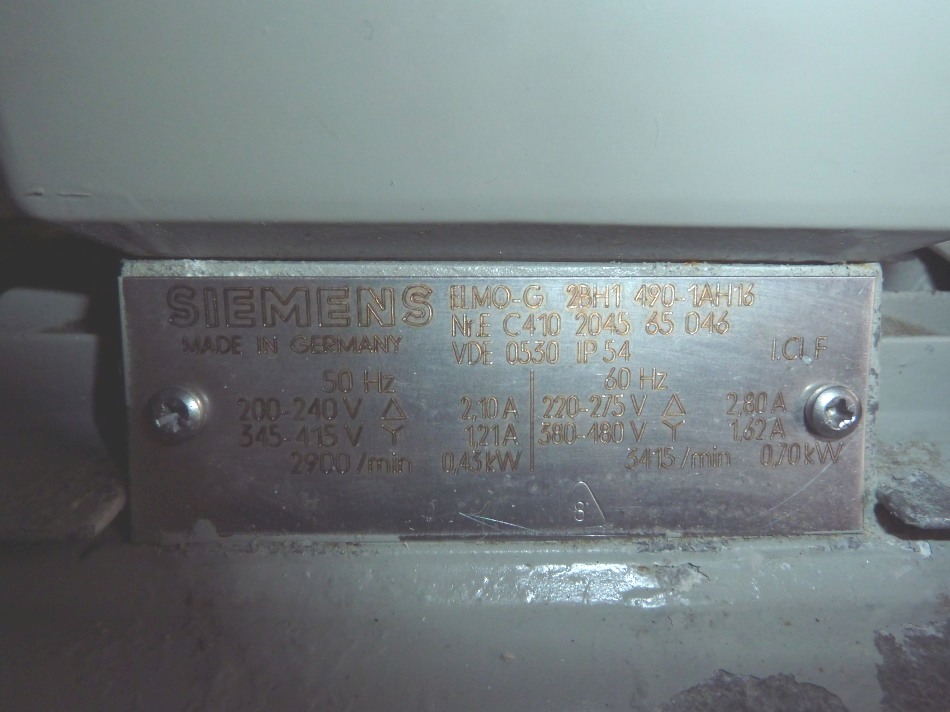 SIEMENS ELMO-G 2BH1 490-1AH16
Nr.E C410 2045 65 046
MADE IN GERMANY VDE 0530 IP 54 I.Cl.F
50 Hz 60 Hz
200-240 V △ 2,10 A 220-275 V △ 2,80 A
345-415 V Y 1,21 A 380-480 V Y 1,62 A
2900/min 0,43 kW 3415/min 0,70 kW
8